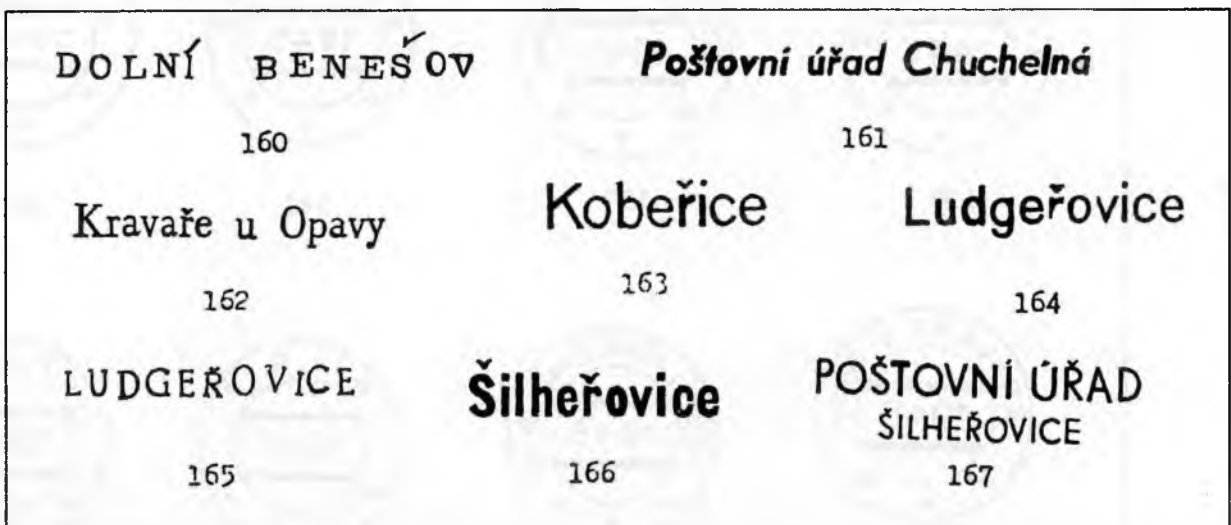 DOLNÍ BENEŠOV
Poštovní úřad Chuchelná
160
161
Kravaře u Opavy
Kobeřice
Ludgeřovice
162
163
164
LUDGEŘOVICE
Šilheřovice
POŠTOVNÍ ÚŘAD
ŠILHEŘOVICE
165
166
167